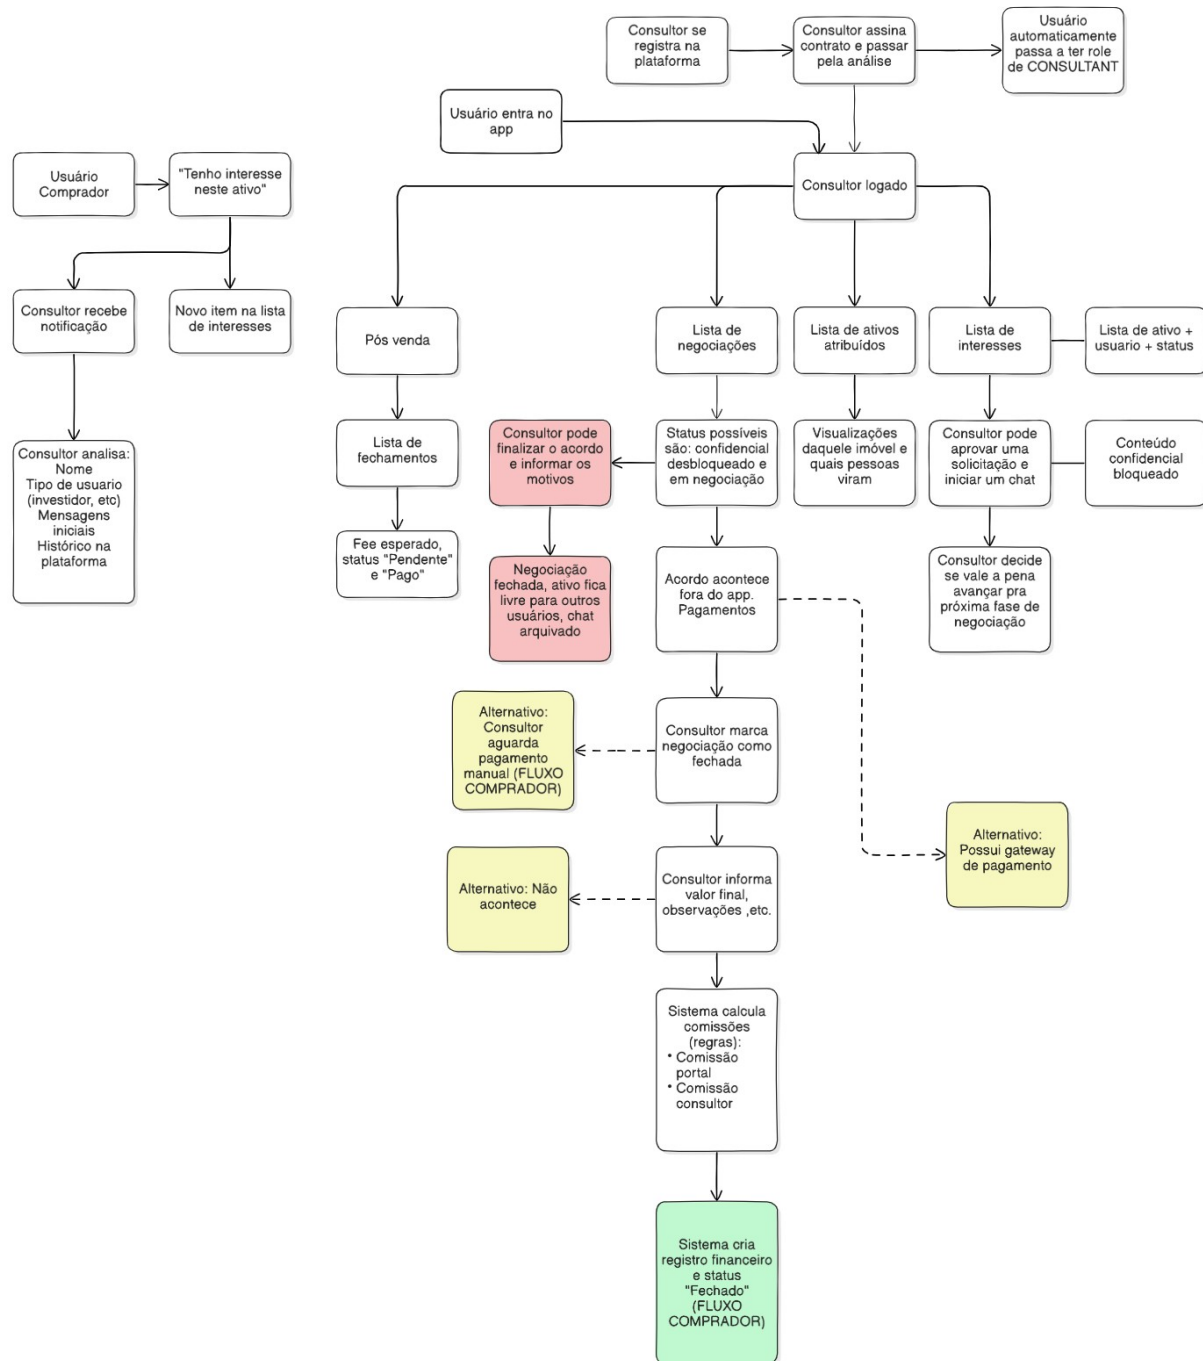 Consultor se
registra na
plataforma
Consultor assina
contrato e passar
pela análise
Usuário
automaticamente
passa a ter role
de CONSULTANT
Usuário entra no
app
Usuário
Comprador
"Tenho interesse
neste ativo"
Consultor logado
Consultor recebe
notificação
Novo item na lista
de interesses
Pós venda
Lista de
negociações
Lista de ativos
atribuídos
Lista de
interesses
Lista de ativo +
usuario + status
Consultor analisa:
Nome
Tipo de usuario
(investidor, etc)
Mensagens
iniciais
Histórico na
plataforma
Lista de
fechamentos
Consultor pode
finalizar o acordo
e informar os
motivos
Status possíveis
são: confidencial
desbloqueado e
em negociação
Visualizações
daquele imóvel e
quais pessoas
viram
Consultor pode
aprovar uma
solicitação e
iniciar um chat
Conteúdo
confidencial
bloqueado
Fee esperado,
status "Pendente"
e "Pago"
Negociação
fechada, ativo fica
livre para outros
usuários, chat
arquivado
Acordo acontece
fora do app.
Pagamentos
Consultor decide
se vale a pena
avançar pra
próxima fase de
negociação
Alternativo:
Consultor
aguarda
pagamento
manual (FLUXO
COMPRADOR)
Consultor marca
negociação como
fechada
Alternativo:
Possui gateway
de pagamento
Alternativo: Não
acontece
Consultor informa
valor final,
observações ,etc.
Sistema calcula
comissões
(regras):
• Comissão
portal
• Comissão
consultor
Sistema cria
registro financeiro
e status
"Fechado"
(FLUXO
COMPRADOR)